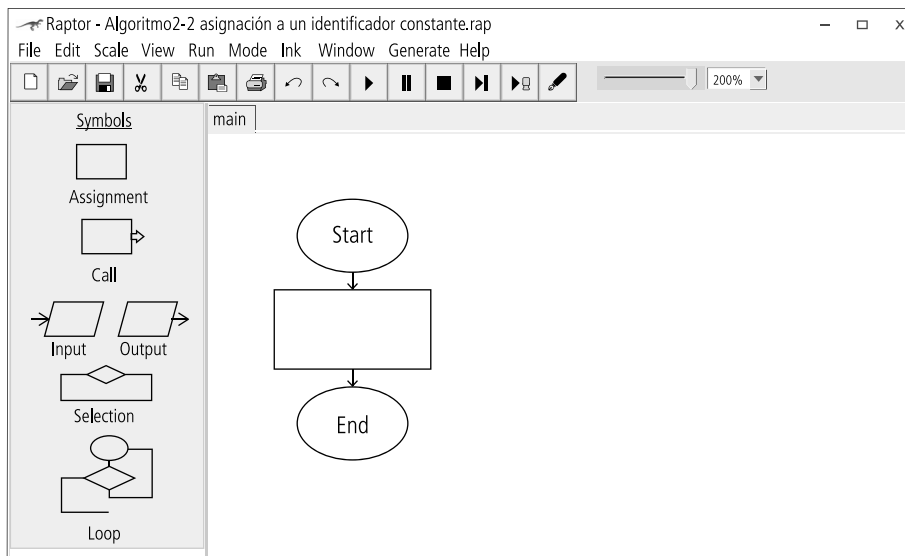 Raptor - Algoritmo2-2 asignación a un identificador constante.rap
File Edit Scale View Run Mode Ink Window Generate Help
200%
Symbols
Assignment
Call
Input Output
Selection
Loop
main
Start
End